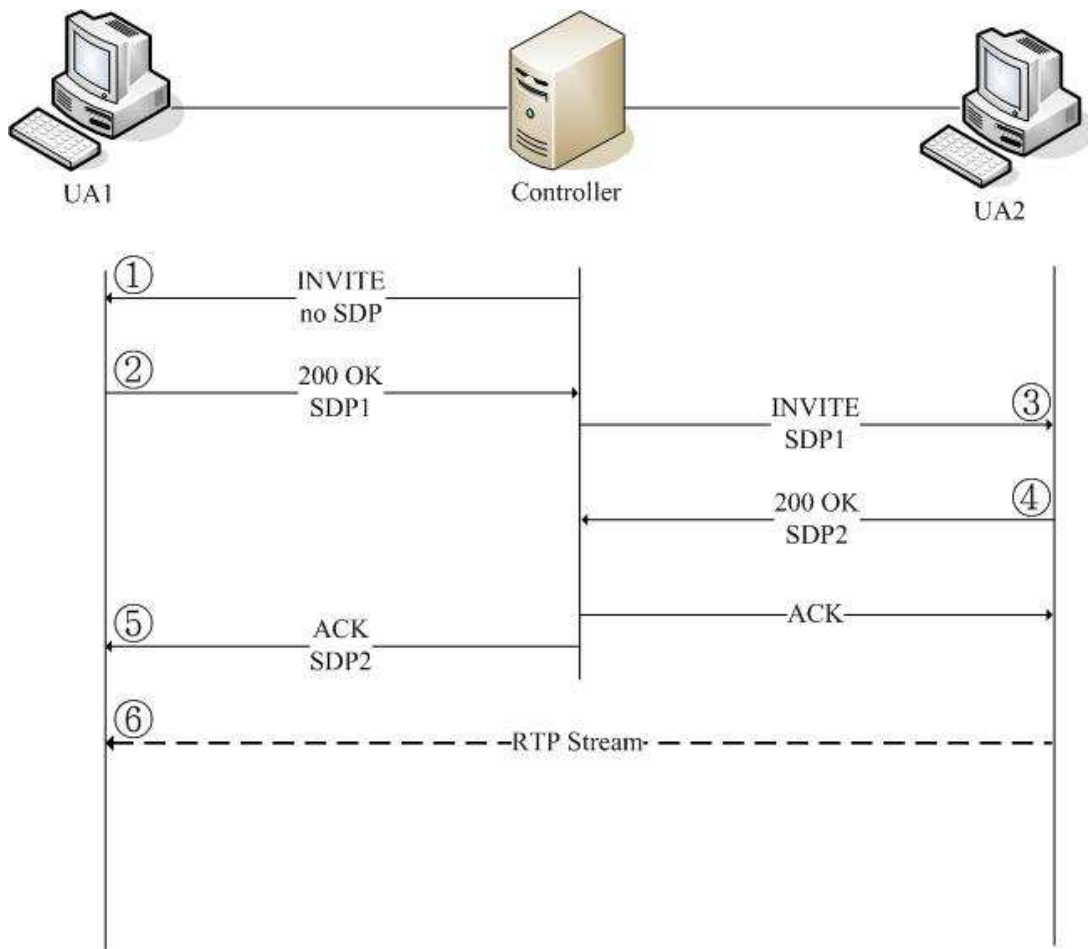 UA1
Controller
UA2
①
INVITE
no SDP
②
200 OK
SDP1
③
INVITE
SDP1
④
200 OK
SDP2
ACK
⑤
ACK
SDP2
⑥
RTP Stream